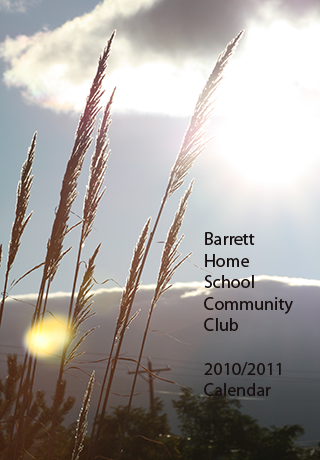 Barrett
Home
School
Community
Club
2010/2011
Calendar